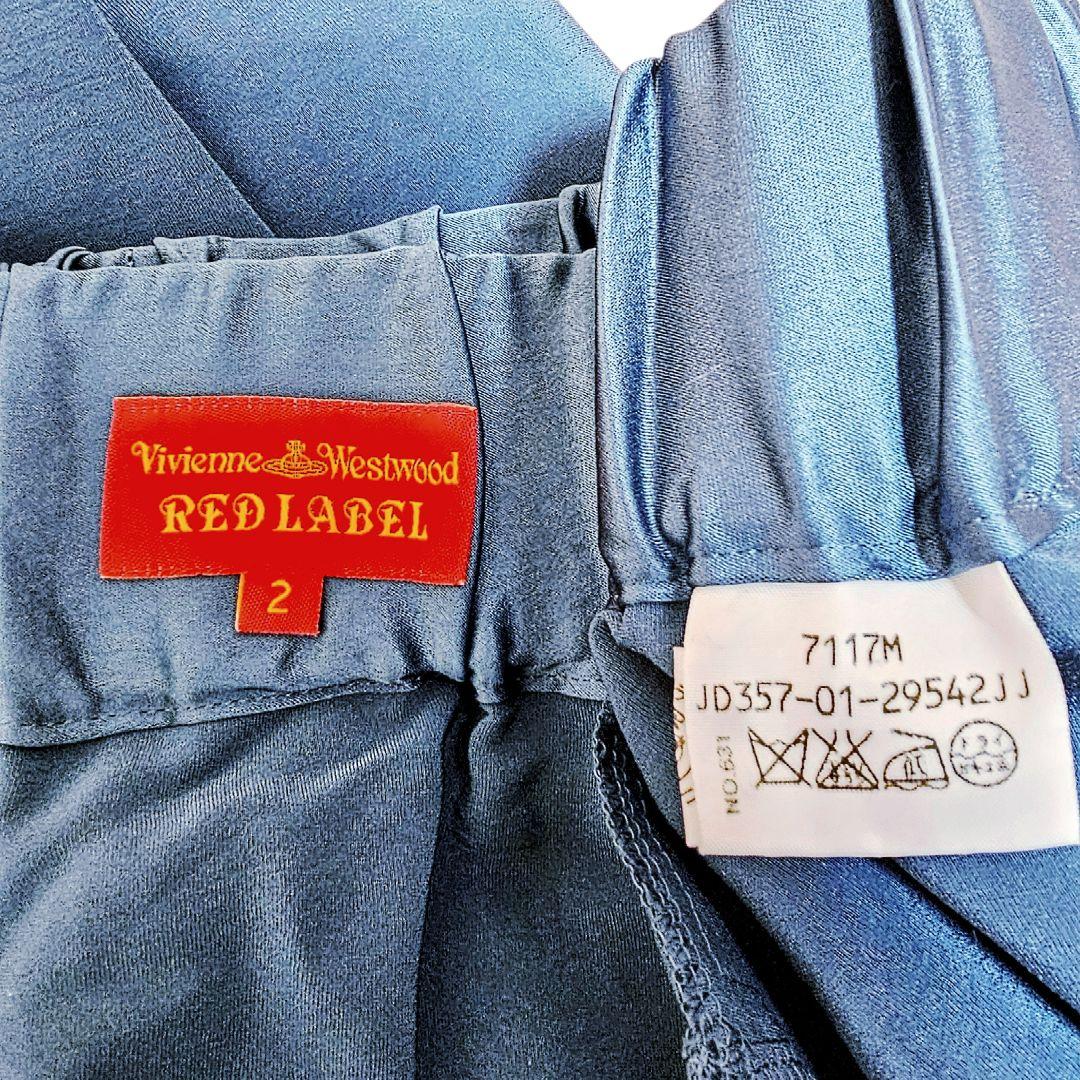 Vivienne Westwood
RED LABEL
2
7117M
JD357-01-29542JJ
NO.631